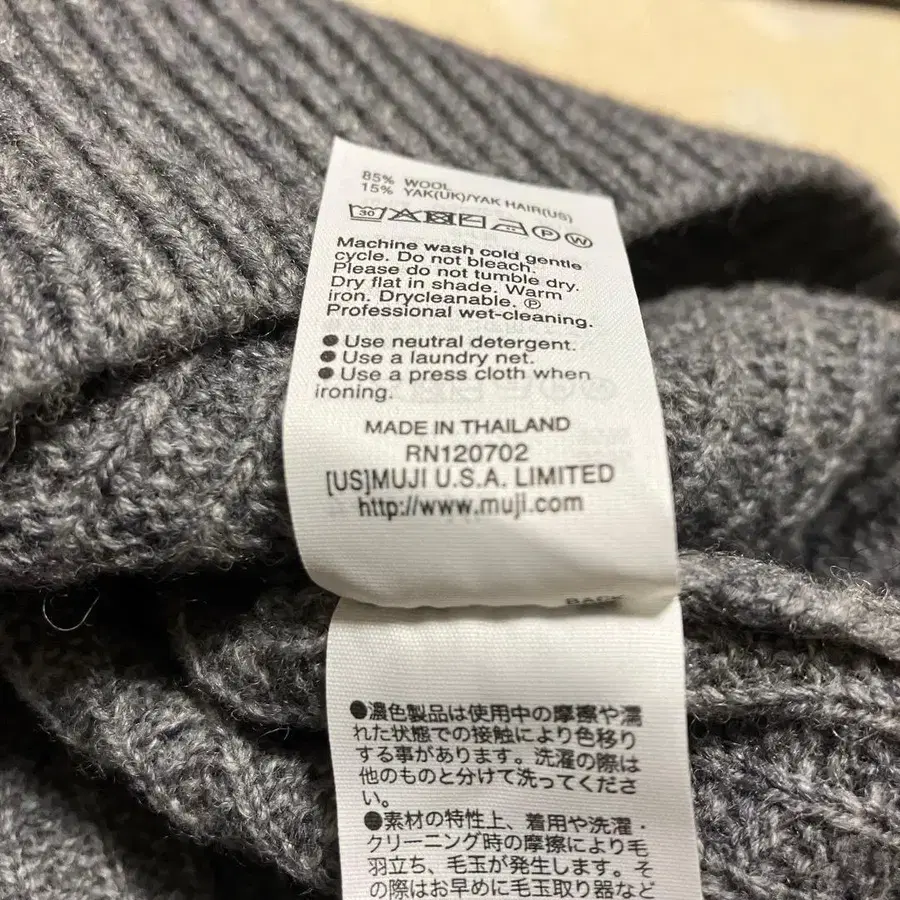 85% WOOL
15% YAK(UK)/YAK HAIR(US)
30 P W
Machine wash cold gentle
cycle. Do not bleach.
Please do not tumble dry.
Dry flat in shade. Warm
iron. Drycleanable. Ⓟ
Professional wet-cleaning.
●Use neutral detergent.
●Use a laundry net.
●Use a press cloth when
ironing.
MADE IN THAILAND
RN120702
[US]MUJI U.S.A. LIMITED
http://www.muji.com
BACK
●濃色製品は使用中の摩擦や濡
れた状態での接触により色移り
する事があります。洗濯の際は
他のものと分けて洗ってくださ
い。
●素材の特性上、着用や洗濯・
クリーニング時の摩擦により毛
羽立ち、毛玉が発生します。そ
の際はお早めに毛玉取り器など